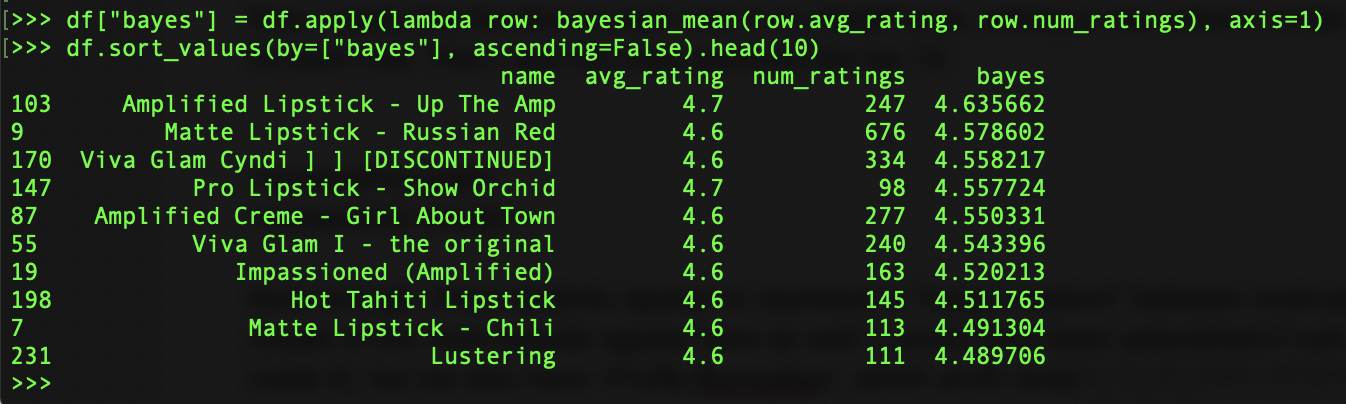 [>>> df["bayes"] = df.apply(lambda row: bayesian_mean(row.avg_rating, row.num_ratings), axis=1)
[>>> df.sort_values(by=["bayes"], ascending=False).head(10)
name avg_rating num_ratings bayes
103 Amplified Lipstick - Up The Amp 4.7 247 4.635662
9 Matte Lipstick - Russian Red 4.6 676 4.578602
170 Viva Glam Cyndi ] ] [DISCONTINUED] 4.6 334 4.558217
147 Pro Lipstick - Show Orchid 4.7 98 4.557724
87 Amplified Creme - Girl About Town 4.6 277 4.550331
55 Viva Glam I - the original 4.6 240 4.543396
19 Impassioned (Amplified) 4.6 163 4.520213
198 Hot Tahiti Lipstick 4.6 145 4.511765
7 Matte Lipstick - Chili 4.6 113 4.491304
231 Lustering 4.6 111 4.489706
>>>